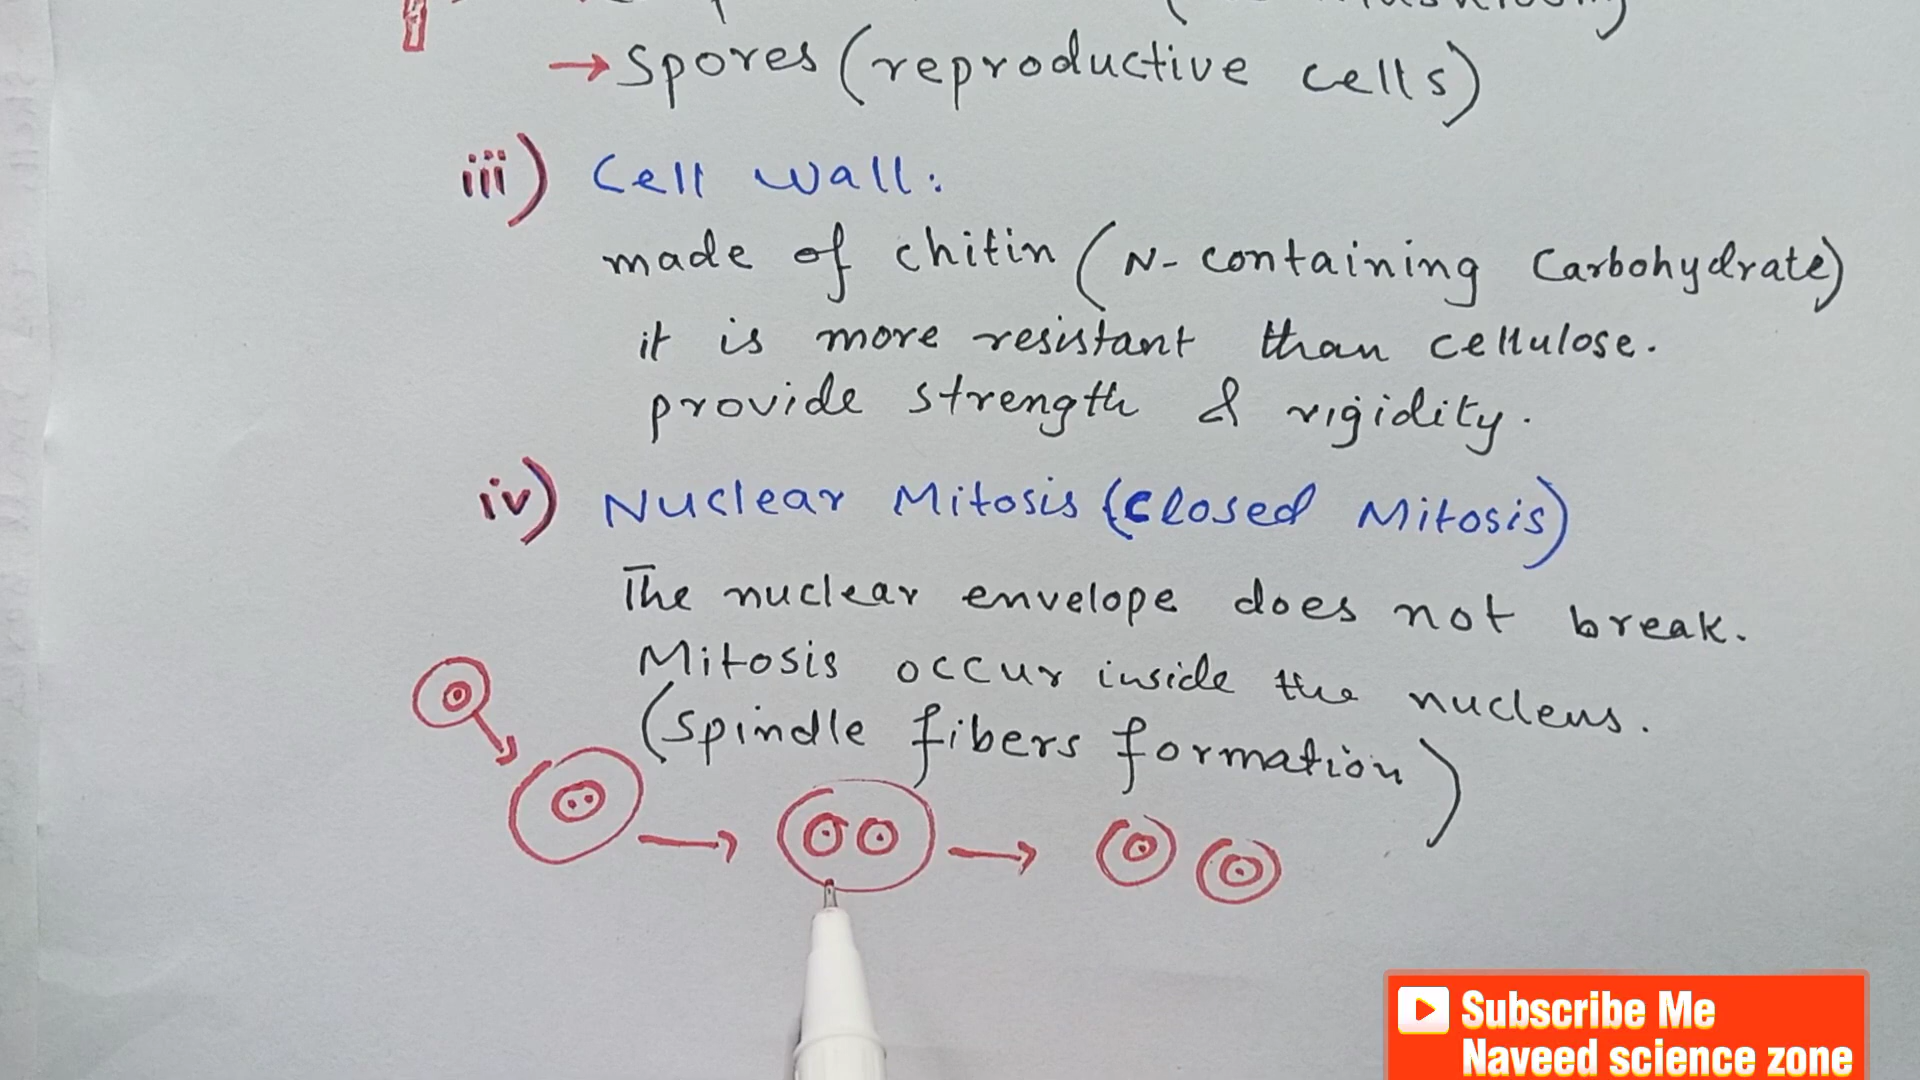 → Spores (reproductive cells)
iii) Cell Wall:
made of chitin (N-containing Carbohydrate)
it is more resistant than cellulose.
provide strength & rigidity.
iv) Nuclear Mitosis (Closed Mitosis)
The nuclear envelope does not break.
Mitosis occur inside the nucleus.
(Spindle fibers formation)
Subscribe Me
Naveed science zone